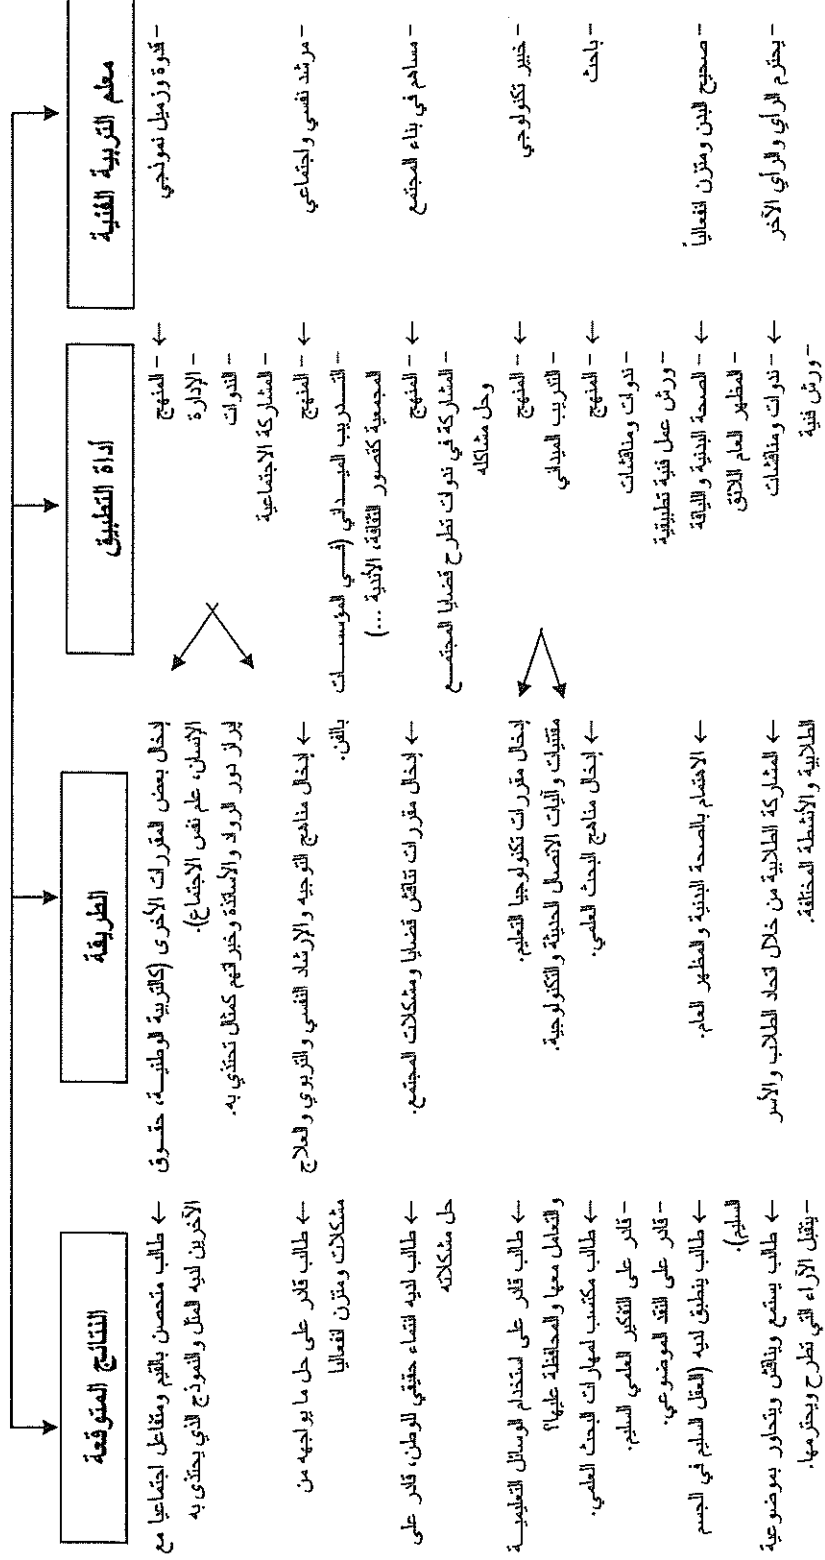 معلم التربية الفنية
- قدوة وزميل نموذجي
- مرشد نفسي واجتماعي
- مساهم في بناء المجتمع
- خبير تكنولوجي
- باحث
- صحيح البدن ومتزن انفعالياً
- يحترم الرأي والرأي الآخر
أداة التطبيق
← - المنهج
- الإدارة
- الندوات
- المشاركة الاجتماعية
← - المنهج
- التدريب الميداني (في المؤسسات
المجمعية كقصور الثقافة، الأندية ...)
← - المنهج
- المشاركة في ندوات تطرح قضايا المجتمع
وحل مشاكله
← - المنهج
- التدريب الميداني
← - المنهج
- ندوات ومناقشات
- ورش عمل فنية تطبيقية
← - الصحة البدنية واللياقة
- المظهر العام اللائق
← - ندوات ومناقشات
- ورش فنية
الطريقة
إدخال بعض المقررات الأخرى (كالتربية الوطنية، حقوق
الإنسان، علم نفس الاجتماع).
إبراز دور الرواد والأساتذة وخبراتهم كمثال تحتذي به.
← إدخال مناهج التوجيه والإرشاد النفسي والتربوي والعلاج
بالفن.
← إدخال مقررات تناقش قضايا ومشكلات المجتمع.
إدخال مقررات تكنولوجيا التعليم.
مقتنيات وآليات الاتصال الحديثة والتكنولوجية.
← إدخال مناهج البحث العلمي.
← الاهتمام بالصحة البدنية والمظهر العام.
← المشاركة الطلابية من خلال اتحاد الطلاب والأسر
الطلابية والأنشطة المختلفة.
النتائج المتوقعة
← طالب متحصن بالقيم ومتفاعل اجتماعيا مع
الآخرين لديه المثل والنموذج الذي يحتذى به
← طالب قادر على حل ما يواجهه من
مشكلات ومتزن انفعاليا
← طالب لديه انتماء حقيقي للوطن، قادر على
حل مشكلاته
← طالب قادر على استخدام الوسائل التعليمية
والتعامل معها والمحافظة عليها؟
← طالب مكتسب لمهارات البحث العلمي.
- قادر على التفكير العلمي السليم.
- قادر على النقد الموضوعي.
← طالب ينطبق لديه (العقل السليم في الجسم
السليم).
← طالب يستمع ويناقش ويتحاور بموضوعية
- يتقبل الآراء التي تطرح ويحترمها.